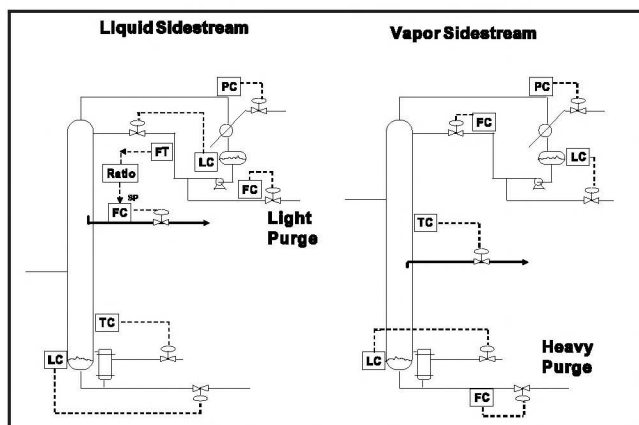 Liquid Sidestream
Vapor Sidestream
PC
PC
FC
FT
LC
LC
Ratio
FC
SP
FC
Light
Purge
TC
TC
LC
LC
Heavy
Purge
FC